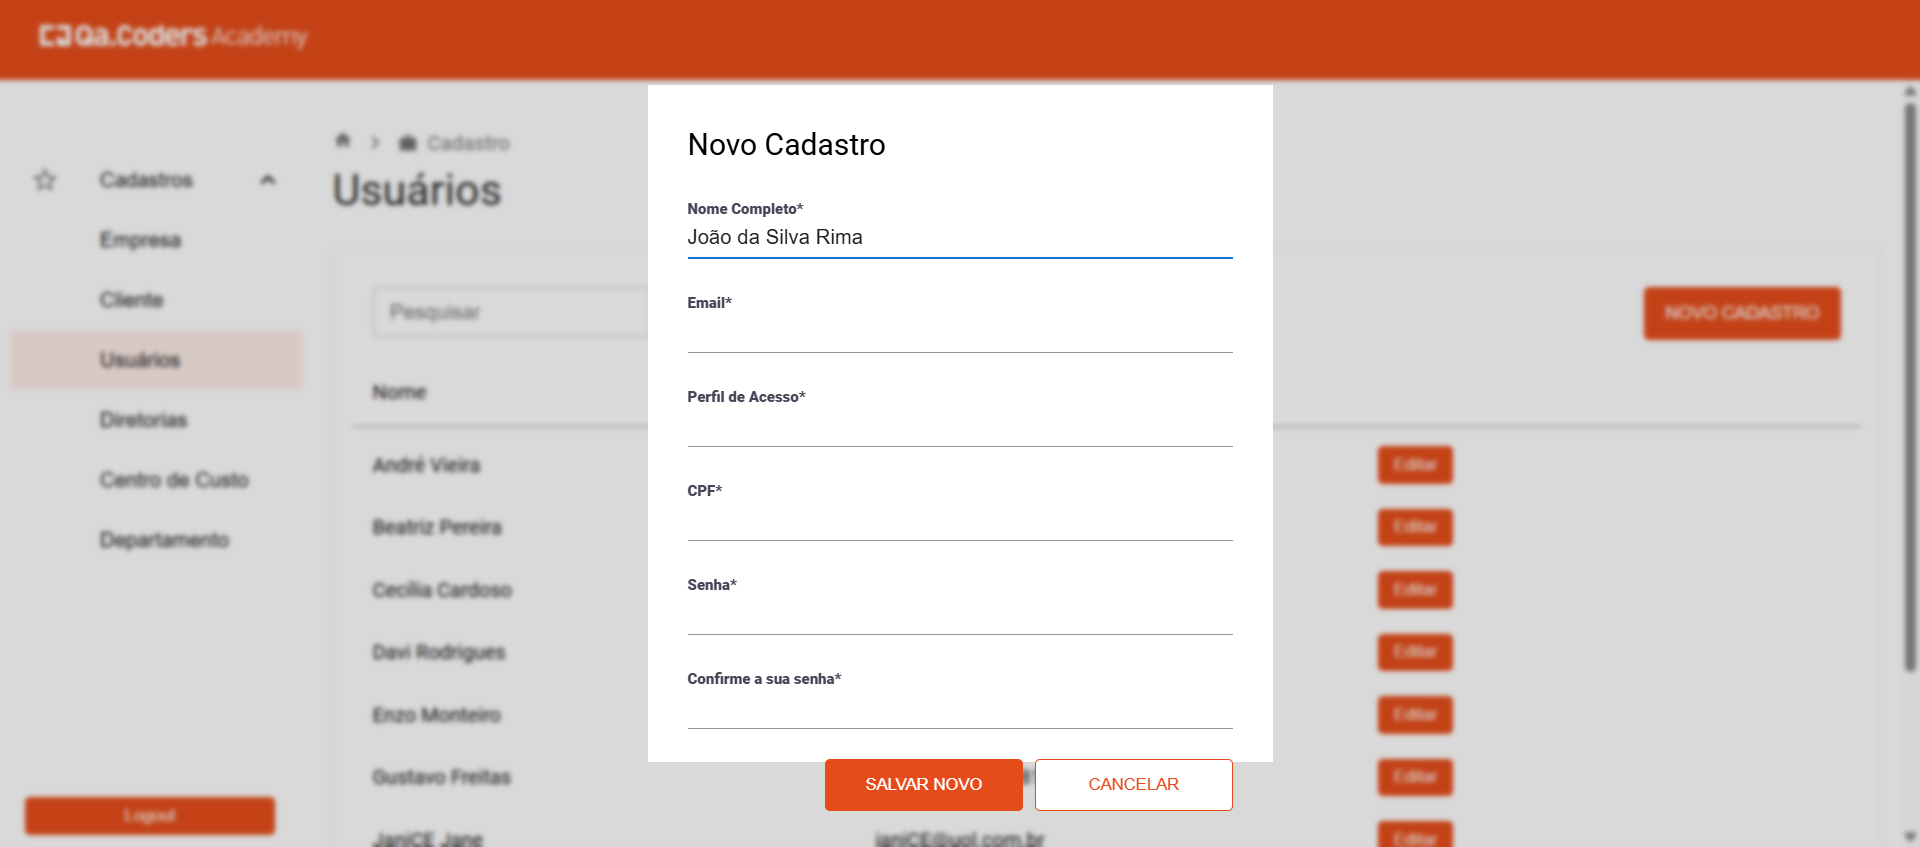 Qa.Coders Academy
Cadastro
Usuários
Cadastros
Empresa
Cliente
Usuários
Diretorias
Centro de Custo
Departamento
Logout
Pesquisar
NOVO CADASTRO
Nome
André Vieira
Editar
Beatriz Pereira
Editar
Cecília Cardoso
Editar
Davi Rodrigues
Editar
Enzo Monteiro
Editar
Gustavo Freitas
Editar
JaniCE Jane
janiCE@uol.com.br
Editar
Novo Cadastro
Nome Completo*
João da Silva Rima
Email*
Perfil de Acesso*
CPF*
Senha*
Confirme a sua senha*
SALVAR NOVO
CANCELAR